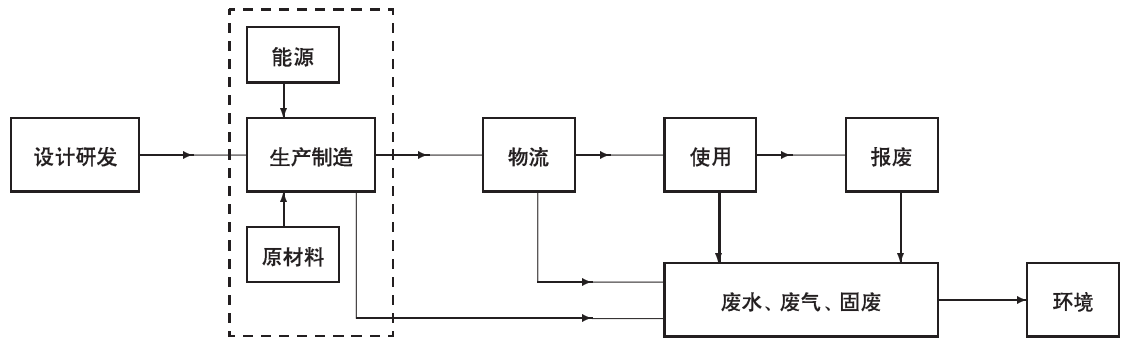 能源
设计研发
生产制造
物流
使用
报废
原材料
废水、废气、固废
环境